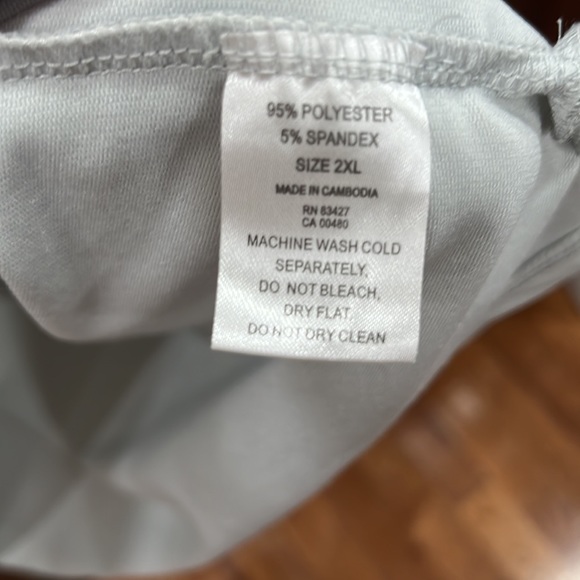 95% POLYESTER
5% SPANDEX
SIZE 2XL
MADE IN CAMBODIA
RN 83427
CA 00480
MACHINE WASH COLD
SEPARATELY,
DO NOT BLEACH,
DRY FLAT.
DO NOT DRY CLEAN